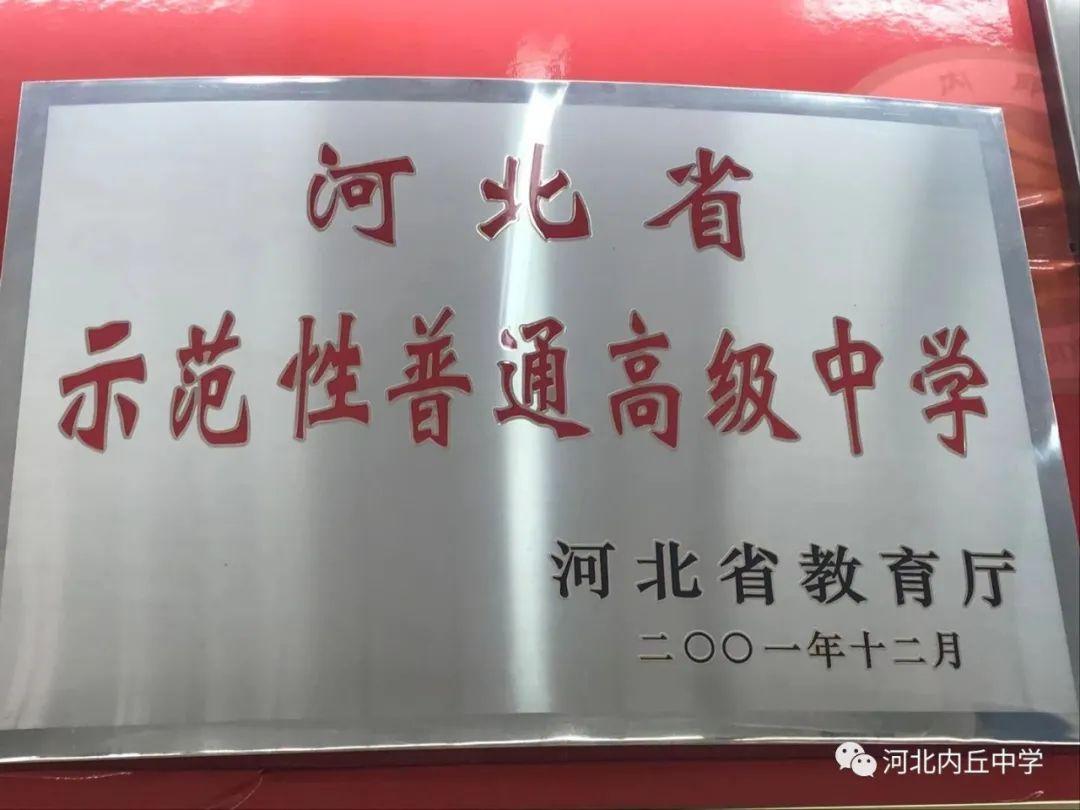 河北省
示范性普通高级中学
河北省教育厅
二〇〇一年十二月
河北内丘中学